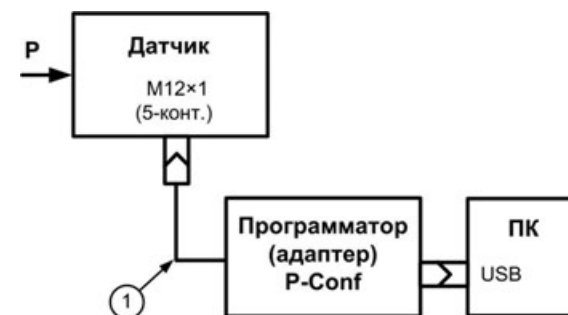 Датчик
P
M12×1
(5-конт.)
Программатор
(адаптер)
P-Conf
ПК
USB
1